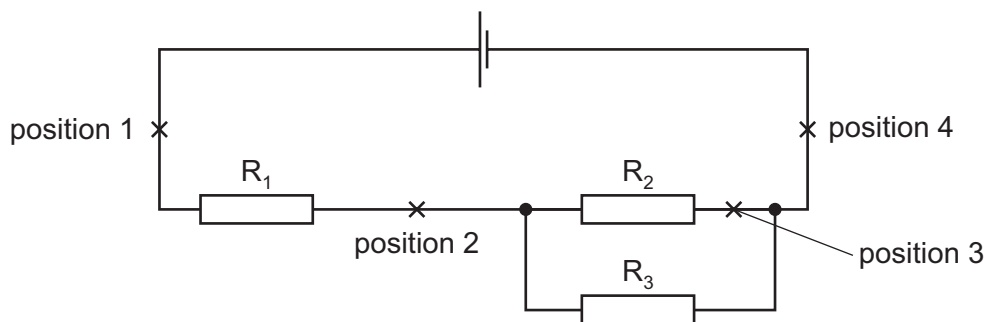 position 1
position 4
R₁
R₂
position 2
position 3
R₃